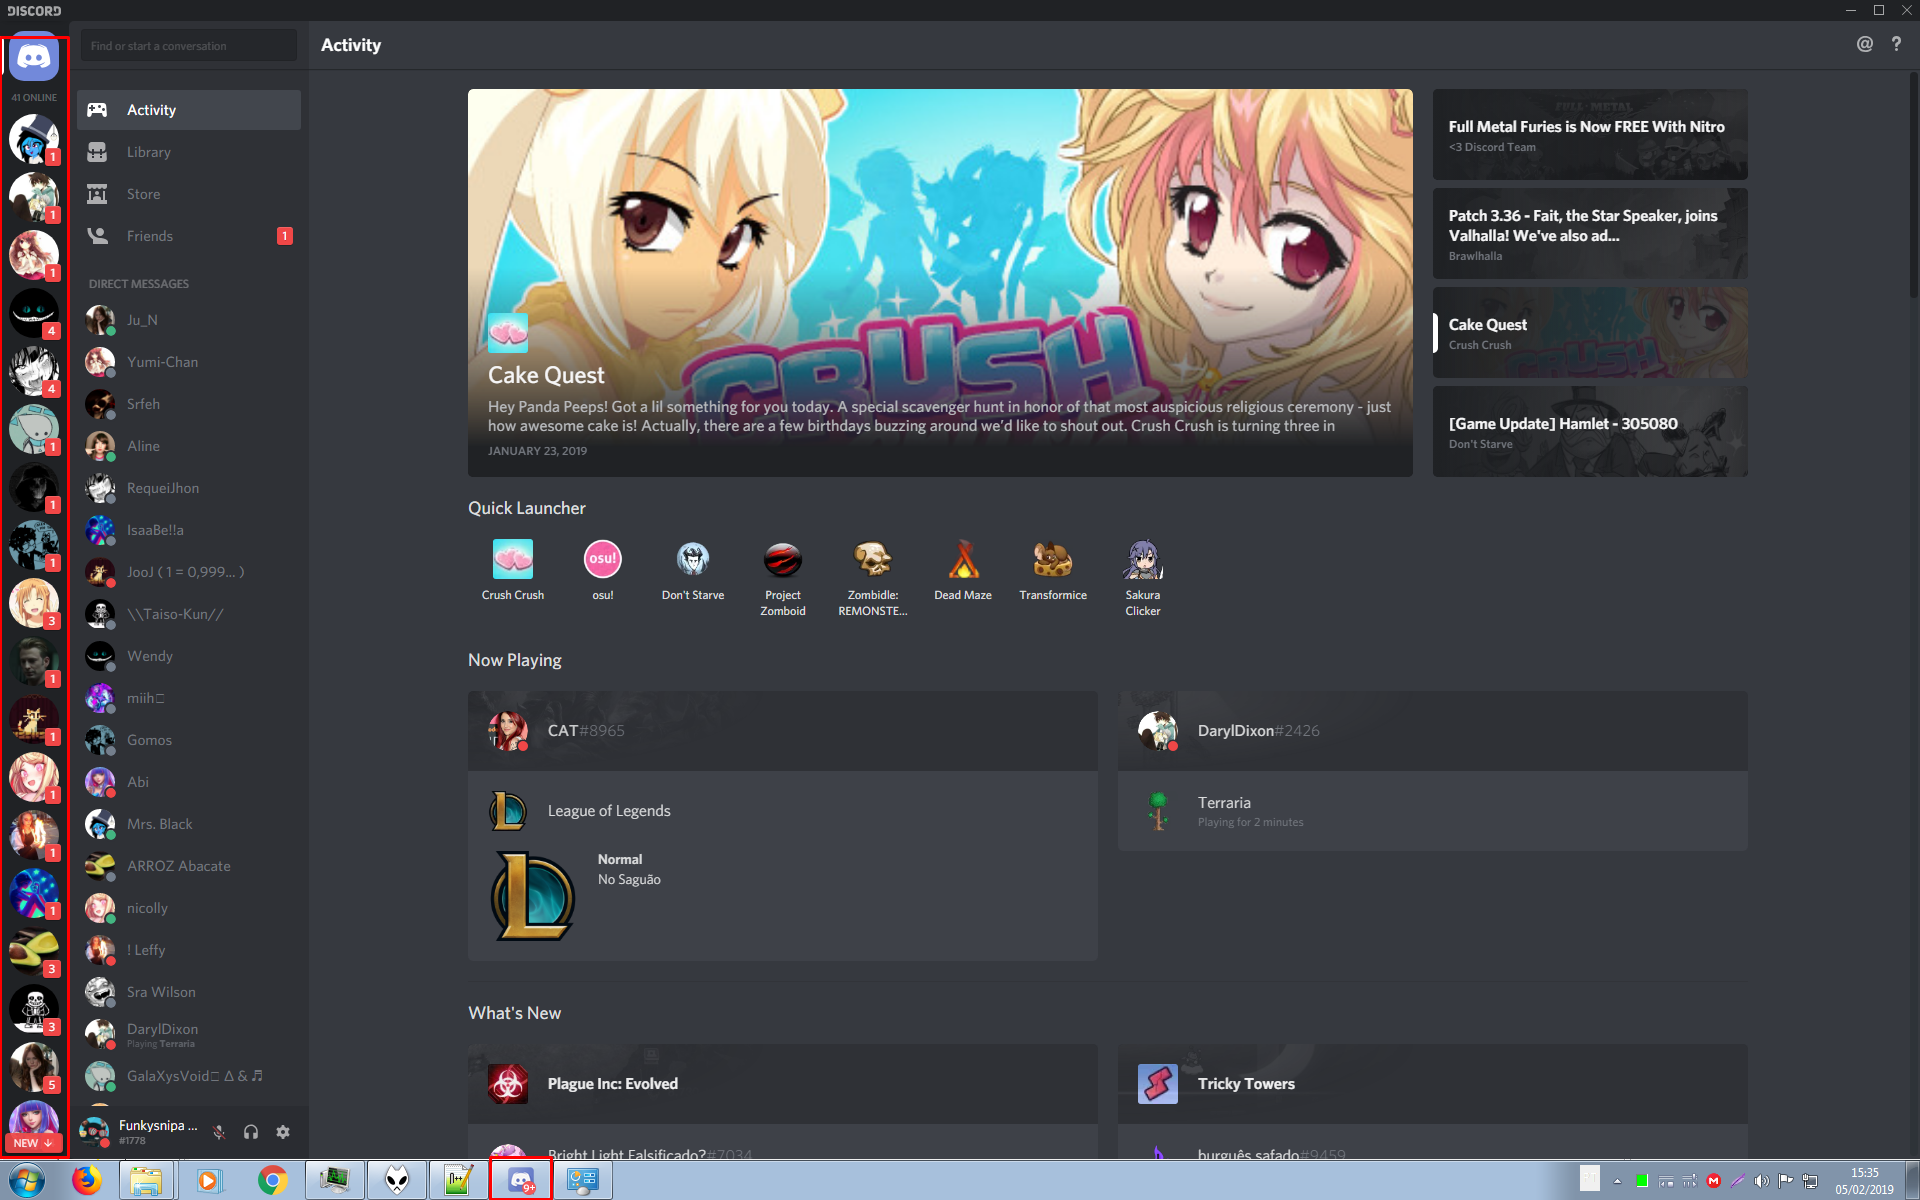 DISCORD
41 ONLINE
1
1
1
4
4
1
1
1
3
1
1
1
1
1
3
3
5
NEW
Find or start a conversation
Activity
Library
Store
Friends
1
DIRECT MESSAGES
Ju_N
Yumi-Chan
Srfeh
Aline
RequeiJhon
IsaaBe!!a
JooJ ( 1 = 0,999... )
\\Taiso-Kun//
Wendy
miih
Gomos
Abi
Mrs. Black
ARROZ Abacate
nicolly
! Leffy
Sra Wilson
DarylDixon
Playing Terraria
GalaXysVoid Δ & ♬
Funkysnipa ...
#1778
Activity
@ ?
CRUSH
Cake Quest
Hey Panda Peeps! Got a lil something for you today. A special scavenger hunt in honor of that most auspicious religious ceremony - just
how awesome cake is! Actually, there are a few birthdays buzzing around we’d like to shout out. Crush Crush is turning three in
JANUARY 23, 2019
FULL METAL
Full Metal Furies is Now FREE With Nitro
<3 Discord Team
Patch 3.36 - Fait, the Star Speaker, joins
Valhalla! We've also ad...
Brawlhalla
Cake Quest
Crush Crush
CRUSH
[Game Update] Hamlet - 305080
Don't Starve
Quick Launcher
osu!
Crush Crush
osu!
Don't Starve
Project
Zomboid
Zombidle:
REMONSTE...
Dead Maze
Transformice
Sakura
Clicker
Now Playing
CAT#8965
League of Legends
Normal
No Saguão
DarylDixon#2426
Terraria
Playing for 2 minutes
What's New
Plague Inc: Evolved
Bright Light Falsificado?#7034
Tricky Towers
burguês safado#9459
9+
15:35
05/02/2019